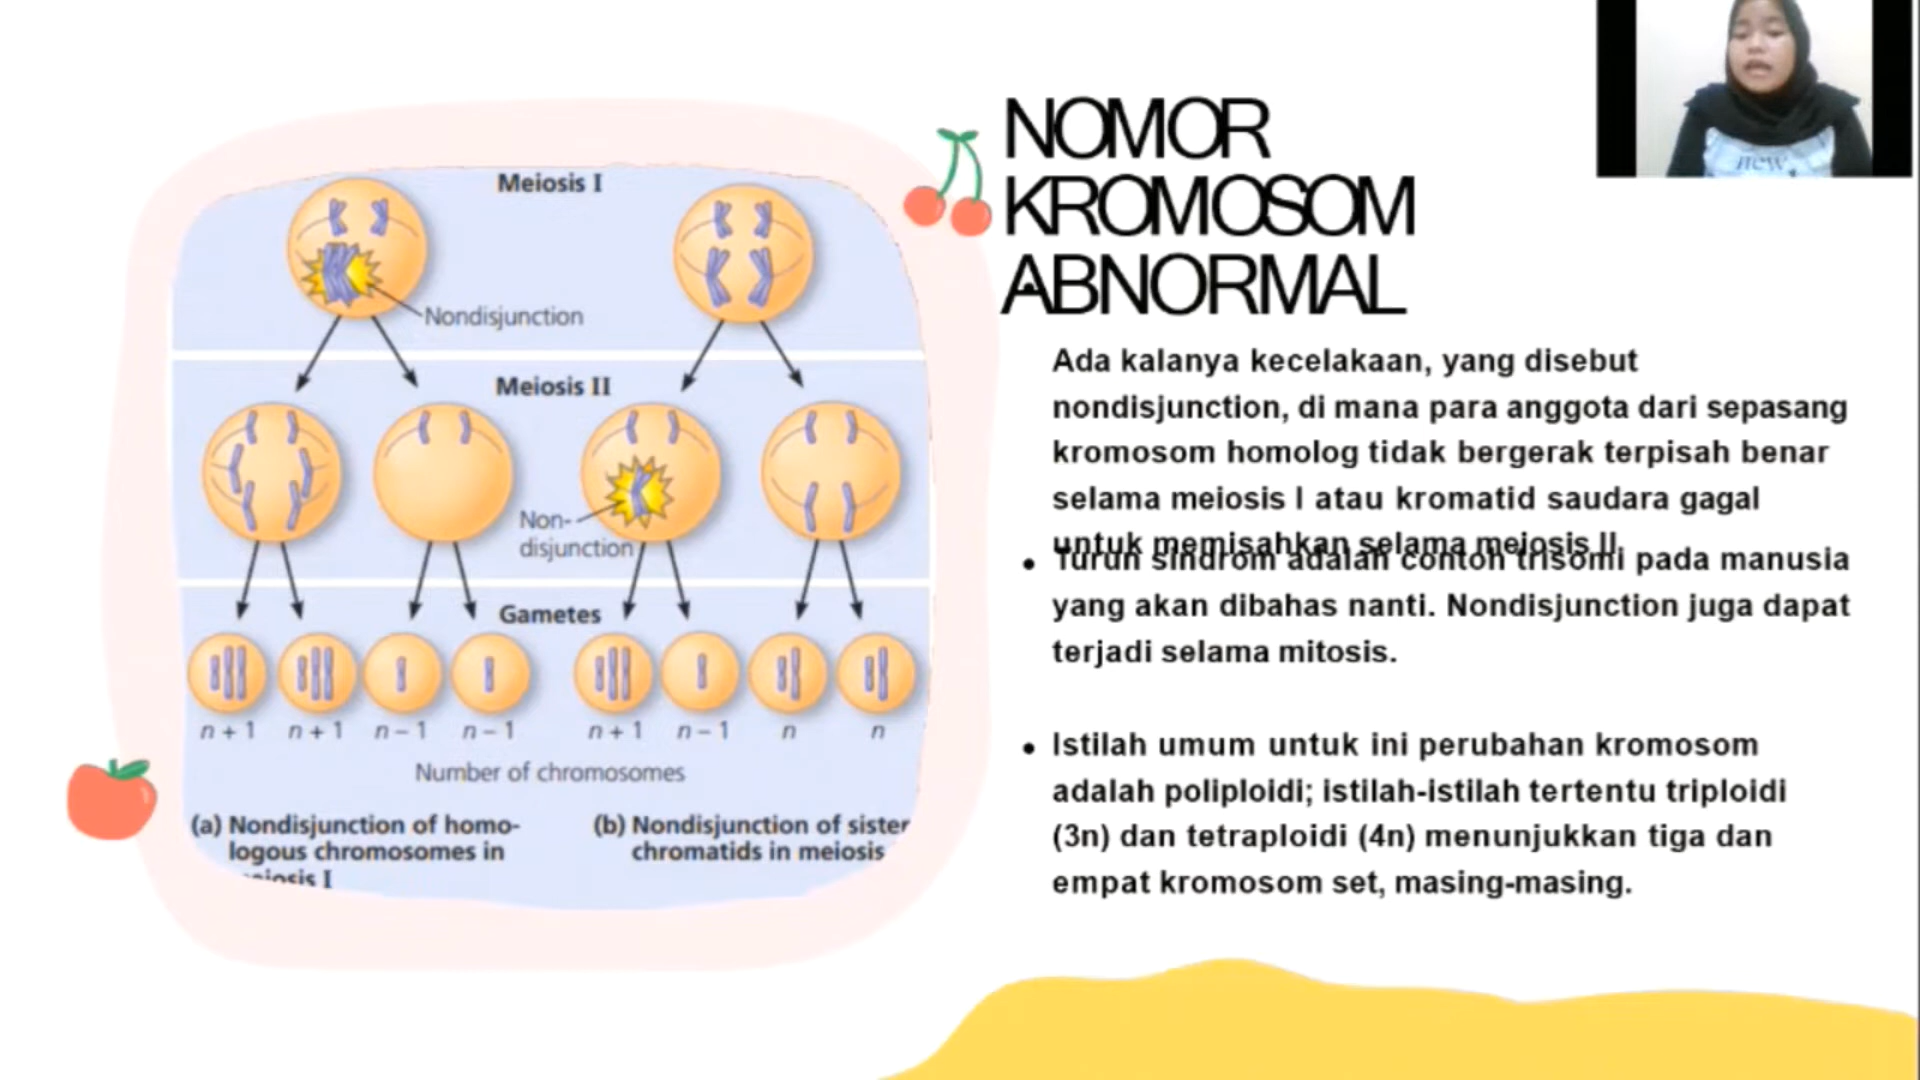 NOMOR
KROMOSOM
ABNORMAL
Ada kalanya kecelakaan, yang disebut
nondisjunction, di mana para anggota dari sepasang
kromosom homolog tidak bergerak terpisah benar
selama meiosis I atau kromatid saudara gagal
untuk memisahkan selama meiosis II.
• Turun sindrom adalah contoh trisomi pada manusia
yang akan dibahas nanti. Nondisjunction juga dapat
terjadi selama mitosis.
• Istilah umum untuk ini perubahan kromosom
adalah poliploidi; istilah-istilah tertentu triploidi
(3n) dan tetraploidi (4n) menunjukkan tiga dan
empat kromosom set, masing-masing.
Meiosis I
Nondisjunction
Meiosis II
Non-
disjunction
Gametes
n + 1 n + 1 n – 1 n – 1 n + 1 n – 1 n n
Number of chromosomes
(a) Nondisjunction of homo-
logous chromosomes in
meiosis I
(b) Nondisjunction of sister
chromatids in meiosis
new